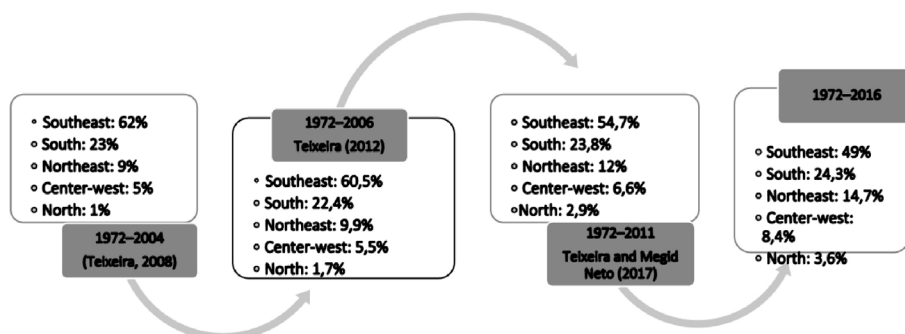 Southeast: 62%
South: 23%
Northeast: 9%
Center-west: 5%
North: 1%
1972–2004
(Teixeira, 2008)
1972–2006
Teixeira (2012)
Southeast: 60,5%
South: 22,4%
Northeast: 9,9%
Center-west: 5,5%
North: 1,7%
Southeast: 54,7%
South: 23,8%
Northeast: 12%
Center-west: 6,6%
North: 2,9%
1972–2011
Teixeira and Megid
Neto (2017)
1972–2016
Southeast: 49%
South: 24,3%
Northeast: 14,7%
Center-west:
8,4%
North: 3,6%